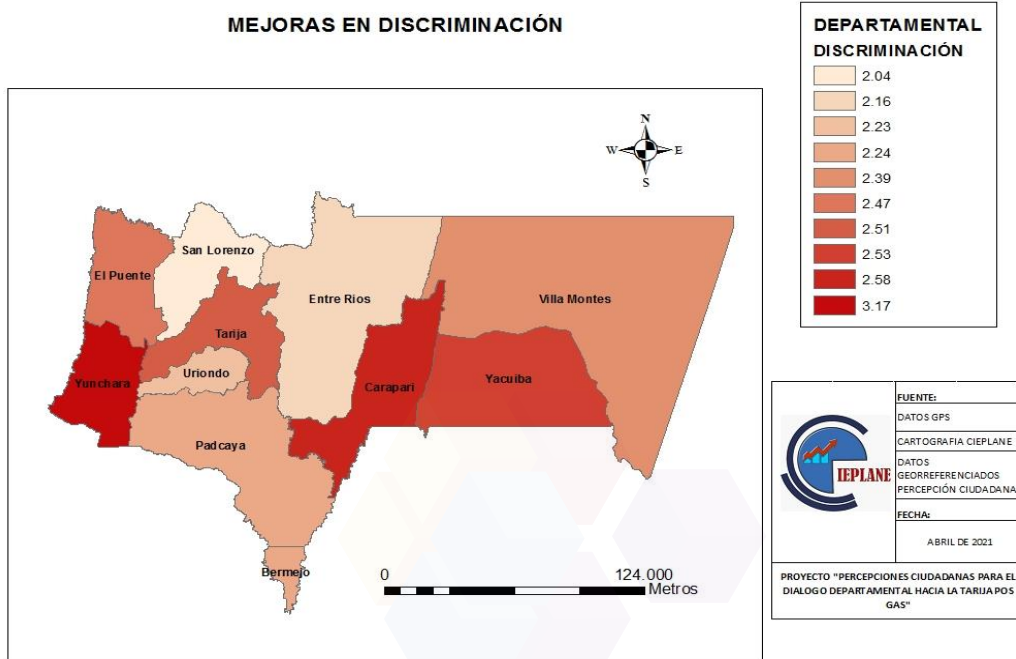 MEJORAS EN DISCRIMINACIÓN
DEPARTAMENTAL
DISCRIMINACIÓN
2.04
2.16
2.23
2.24
2.39
2.47
2.51
2.53
2.58
3.17
N
W E
S
San Lorenzo
El Puente
Entre Rios
Villa Montes
Tarija
Uriondo
Yunchara
Carapari
Yacuiba
Padcaya
Bermejo
0 124.000
Metros
IEPLANE
FUENTE:
DATOS GPS
CARTOGRAFIA CIEPLANE
DATOS
GEORREFERENCIADOS
PERCEPCIÓN CIUDADANA
FECHA:
ABRIL DE 2021
PROYECTO "PERCEPCIONES CIUDADANAS PARA EL
DIALOGO DEPARTAMENTAL HACIA LA TARIJA POS
GAS"